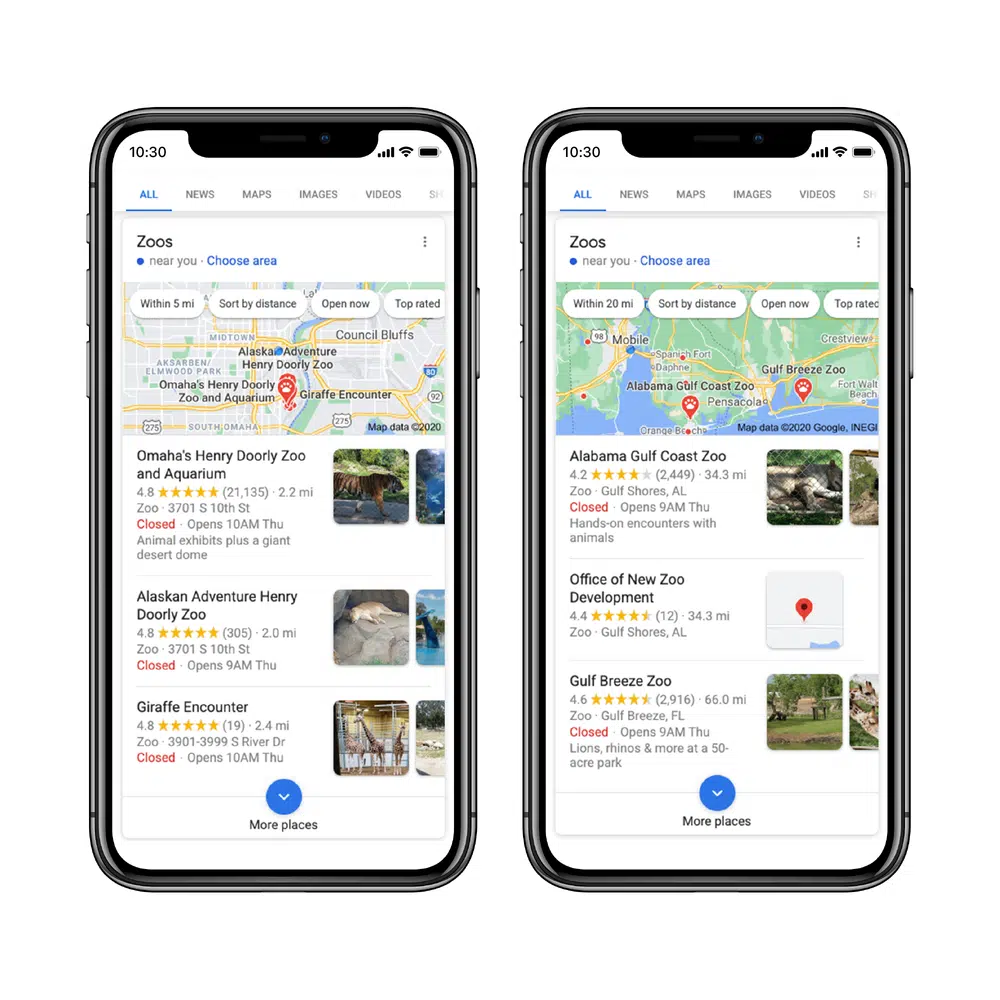 10:30
ALL NEWS MAPS IMAGES VIDEOS SH
Zoos
near you · Choose area
Within 5 mi Sort by distance Open now Top rated
MIDTOWN
Council Bluffs
Alaskan Adventure
Henry Doorly Zoo
AKSARBEN/
ELMWOOD PARK
80
Omaha's Henry Doorly
Zoo and Aquarium
Giraffe Encounter
92
275
SOUTH OMAHA
275
Map data ©2020
Omaha's Henry Doorly Zoo
and Aquarium
4.8 ★★★★★ (21,135) · 2.2 mi
Zoo · 3701 S 10th St
Closed · Opens 10AM Thu
Animal exhibits plus a giant
desert dome
Alaskan Adventure Henry
Doorly Zoo
4.8 ★★★★★ (305) · 2.0 mi
Zoo · 3701 S 10th St
Closed · Opens 9AM Thu
Giraffe Encounter
4.8 ★★★★★ (19) · 2.4 mi
Zoo · 3901-3999 S River Dr
Closed · Opens 10AM Thu
More places
10:30
ALL NEWS MAPS IMAGES VIDEOS SH
Zoos
near you · Choose area
Within 20 mi Sort by distance Open now Top rated
98
Mobile
Crestview
Spanish Fort
Daphne
Gulf Breeze Zoo
Alabama Gulf Coast Zoo
Fort Walt
Beach
Pensacola
Orange Beach
Map data ©2020 Google, INEGI
Alabama Gulf Coast Zoo
4.2 ★★★★★ (2,449) · 34.3 mi
Zoo · Gulf Shores, AL
Closed · Opens 9AM Thu
Hands-on encounters with
animals
Office of New Zoo
Development
4.4 ★★★★★ (12) · 34.3 mi
Zoo · Gulf Shores, AL
Gulf Breeze Zoo
4.6 ★★★★★ (2,916) · 66.0 mi
Zoo · Gulf Breeze, FL
Closed · Opens 9AM Thu
Lions, rhinos & more at a 50-
acre park
More places